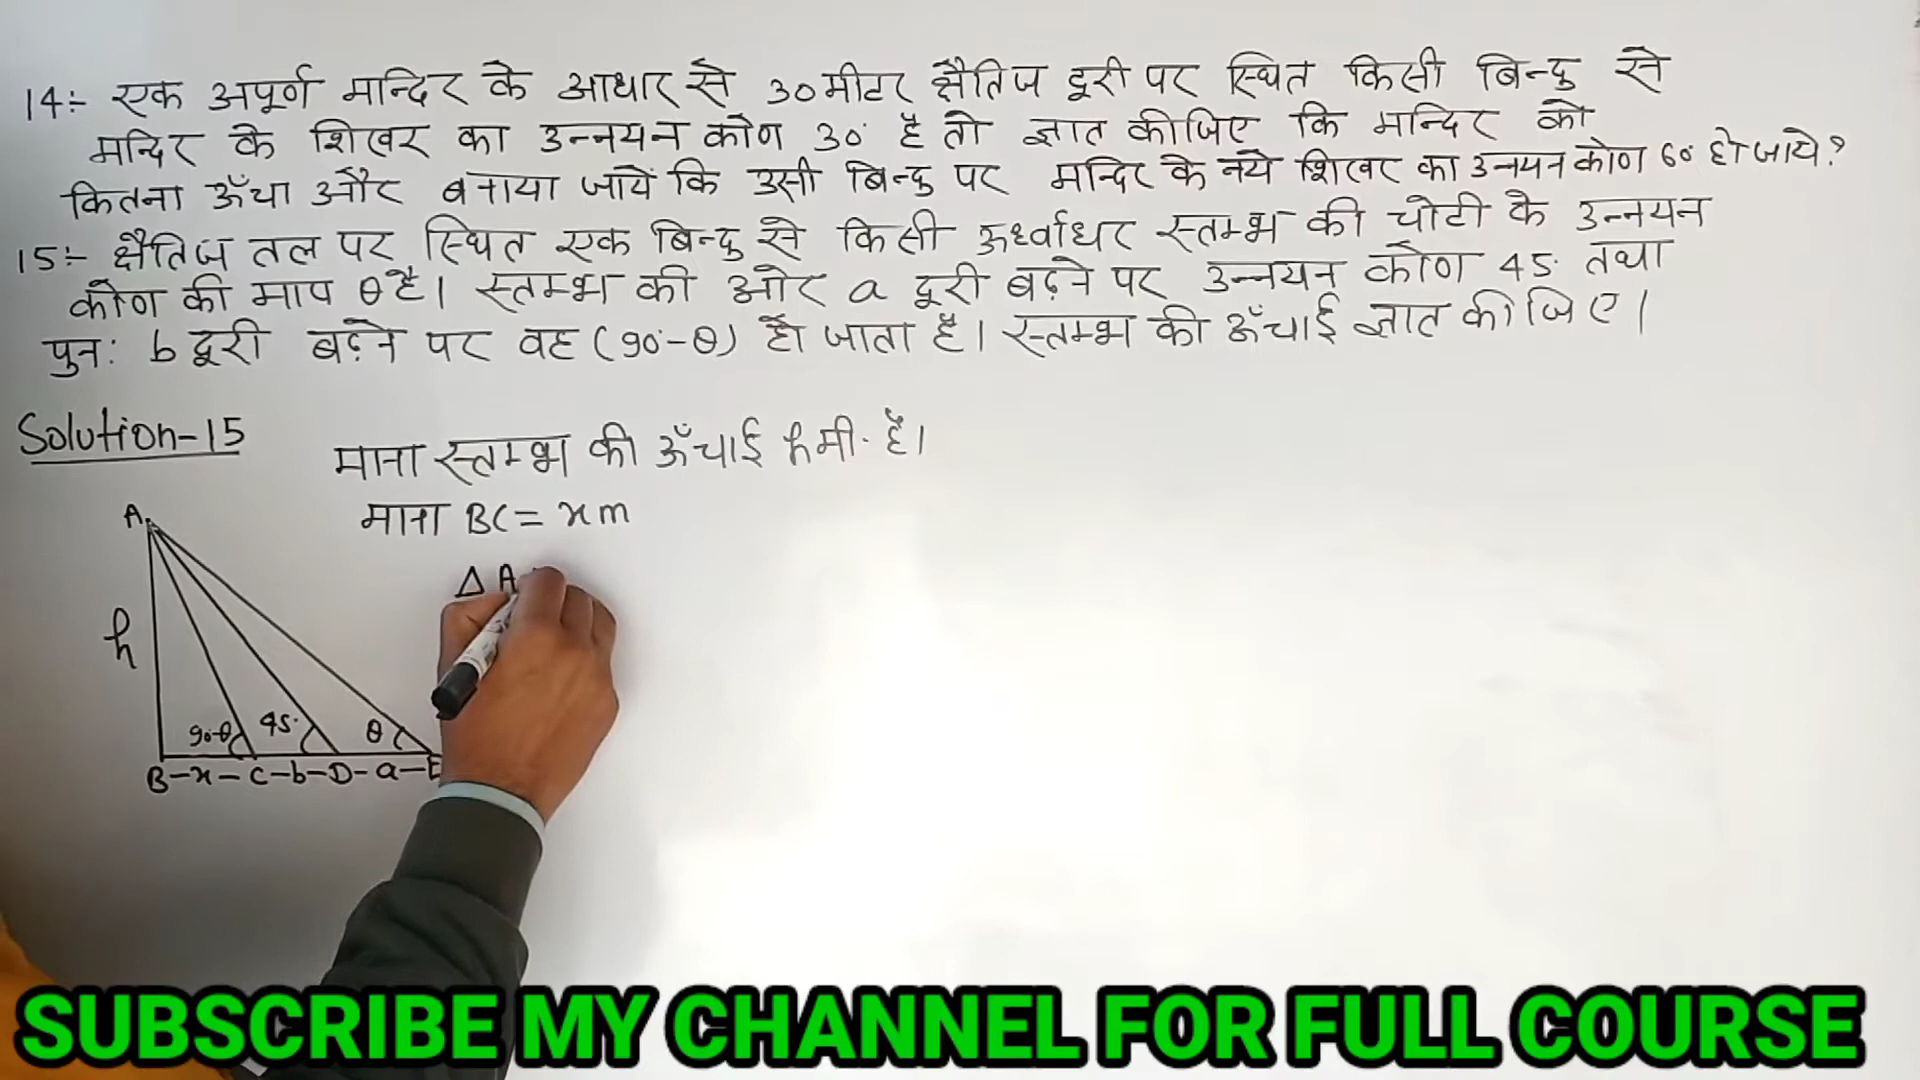 14:- एक अपूर्ण मन्दिर के आधार से 30मीटर क्षैतिज दूरी पर स्थित किसी बिन्दु से
मन्दिर के शिखर का उन्नयन कोण 30° है तो ज्ञात कीजिए कि मन्दिर को
कितना ऊँचा और बनाया जाये कि उसी बिन्दु पर मन्दिर के नये शिखर का उन्नयन कोण 60° हो जाये?
15:- क्षैतिज तल पर स्थित एक बिन्दु से किसी ऊर्ध्वाधर स्तम्भ की चोटी के उन्नयन
कोण की माप θ है। स्तम्भ की ओर a दूरी बढ़ने पर उन्नयन कोण 45° तथा
पुनः b दूरी बढ़ने पर वह (90°-θ) हो जाता है। स्तम्भ की ऊँचाई ज्ञात कीजिए।
Solution-15
माना स्तम्भ की ऊँचाई h मी. है।
माना BC = x m
A
Δ A
h
90-θ 45° θ
B-x-C-b-D-a-E
SUBSCRIBE MY CHANNEL FOR FULL COURSE